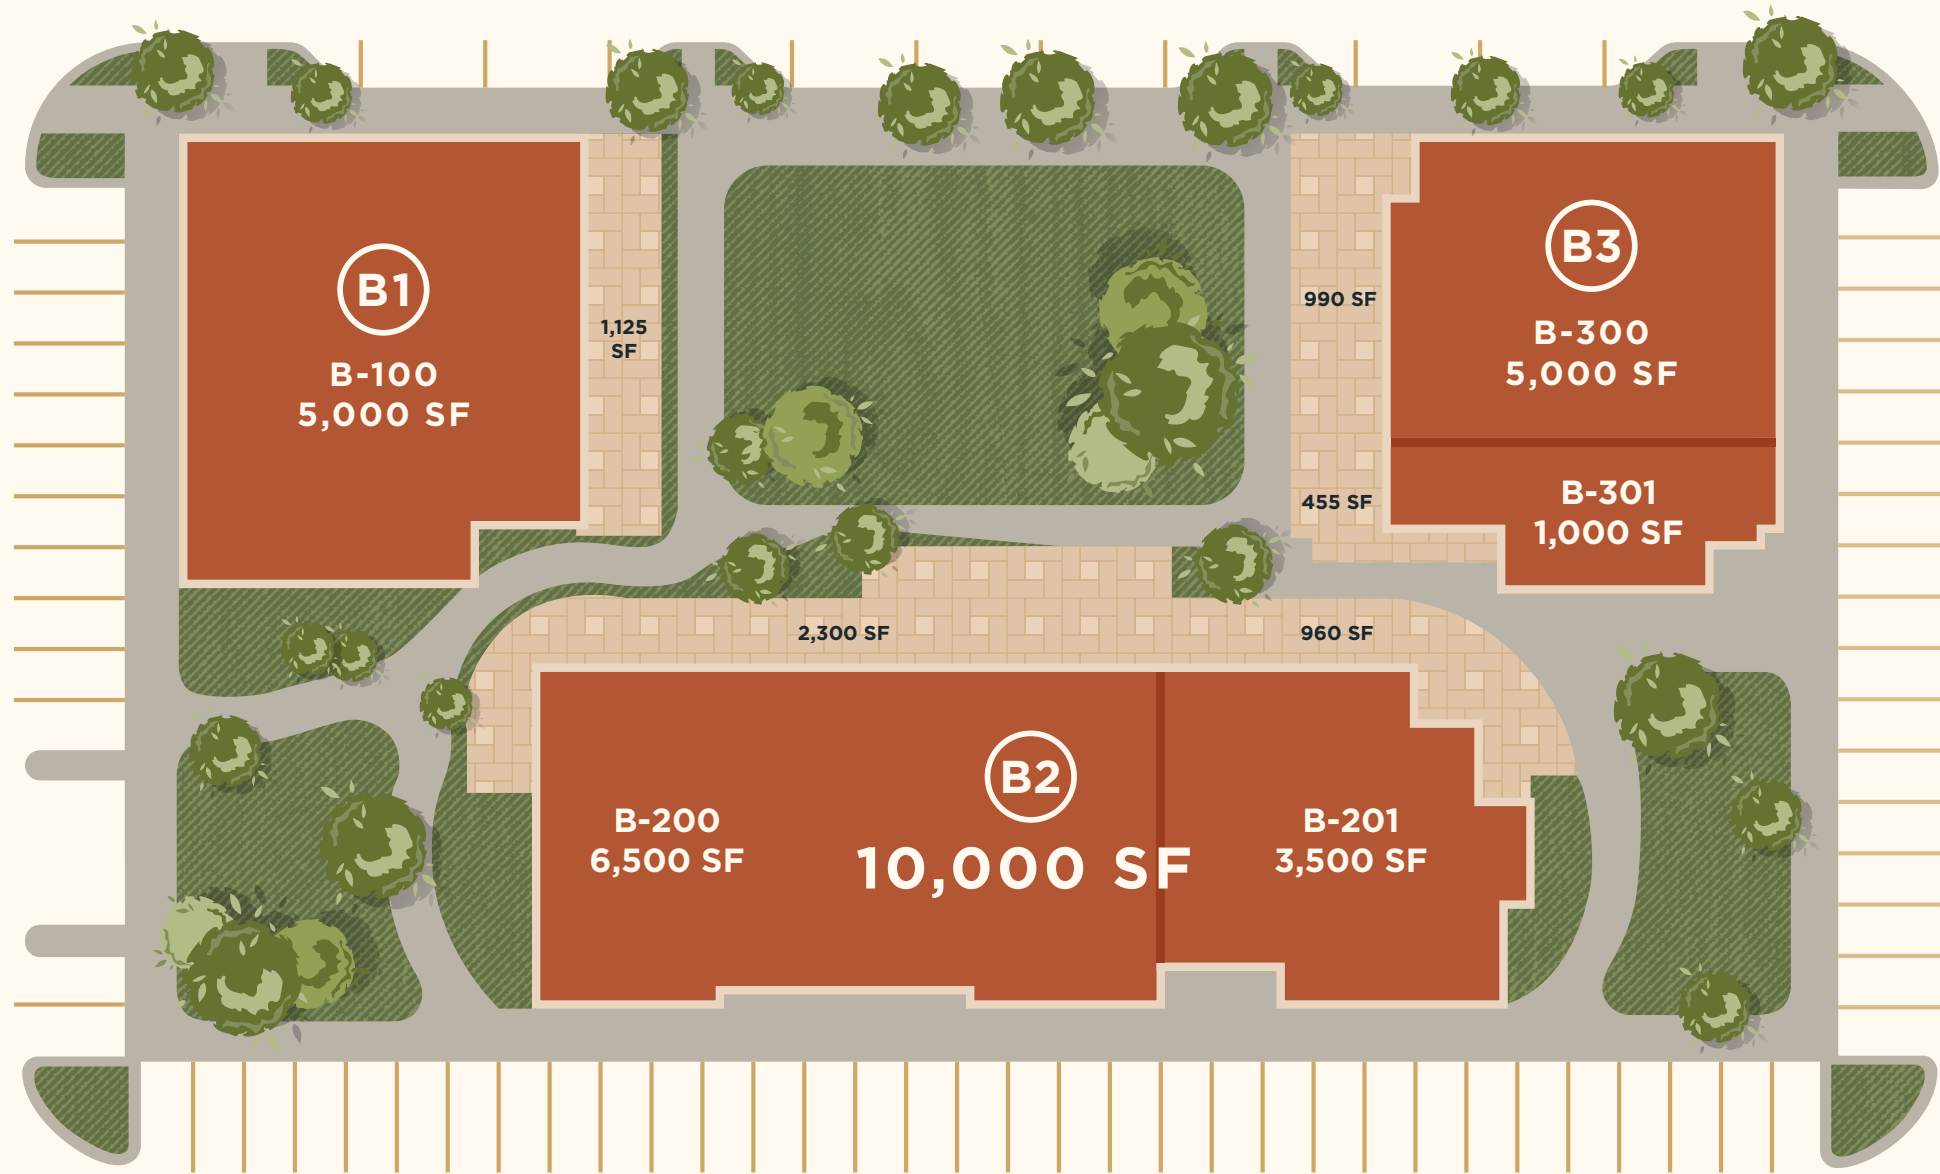 B1
B-100
5,000 SF
1,125
SF
990 SF
455 SF
B3
B-300
5,000 SF
B-301
1,000 SF
2,300 SF
960 SF
B2
10,000 SF
B-200
6,500 SF
B-201
3,500 SF